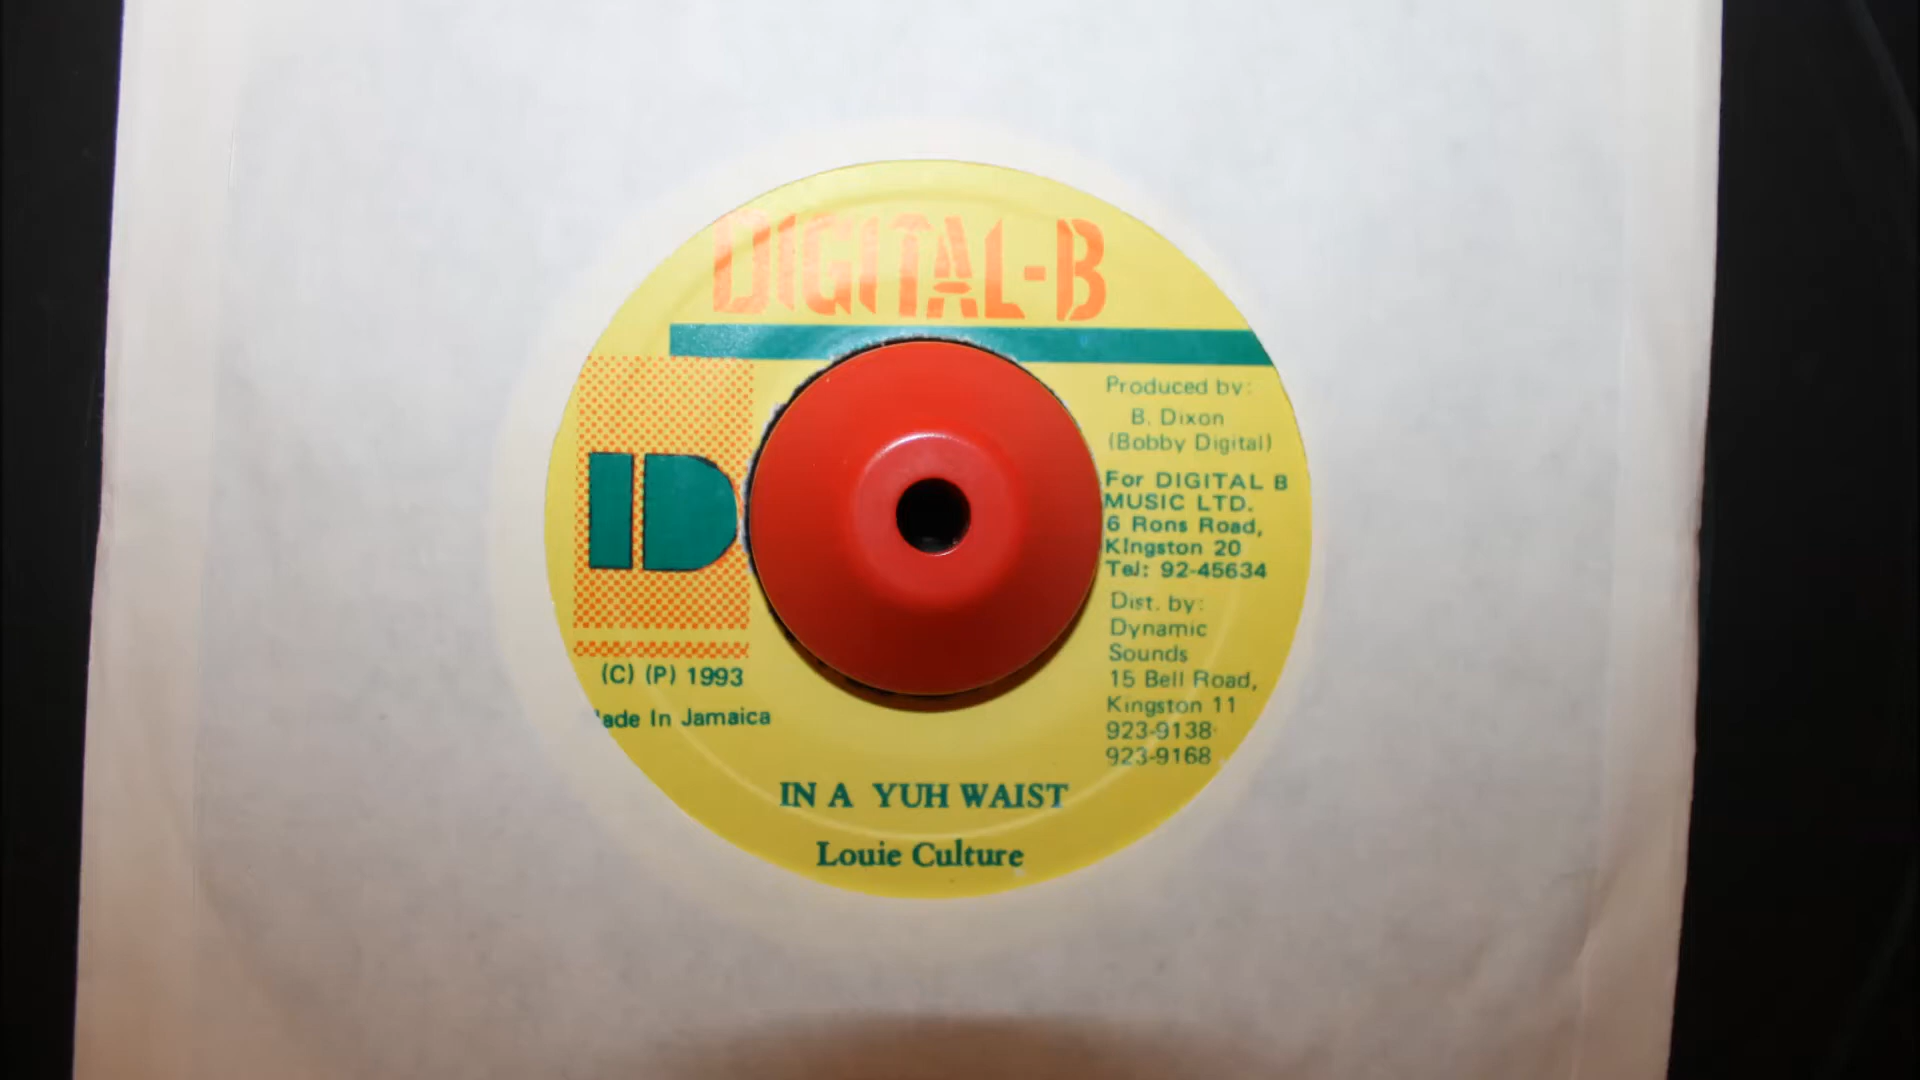 DIGITAL-B
Produced by:
B. Dixon
(Bobby Digital)
For DIGITAL B
MUSIC LTD.
6 Rons Road,
KIngston 20
Tel: 92-45634
Dist. by:
Dynamic
Sounds
15 Bell Road,
Kingston 11
923-9138
923-9168
D
(C) (P) 1993
ade In Jamaica
IN A YUH WAIST
Louie Culture